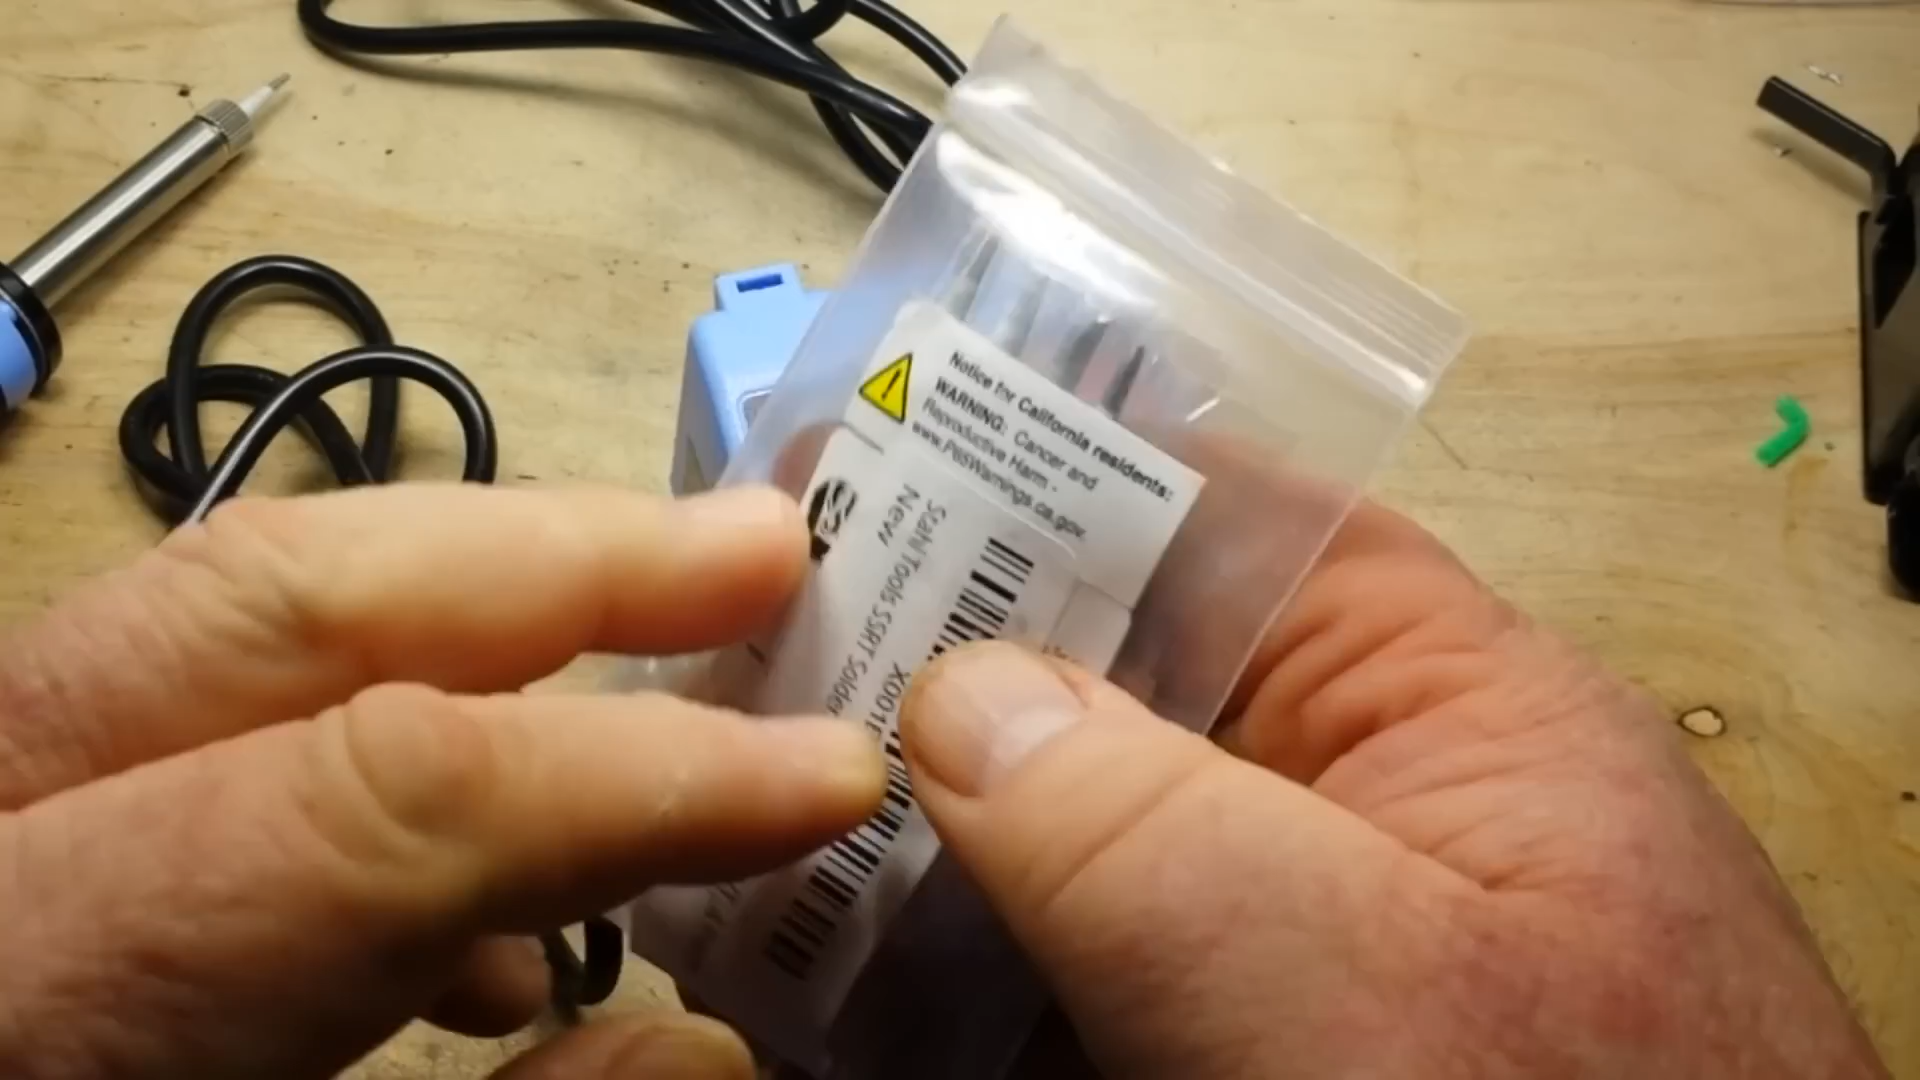 Notice for California residents:
WARNING: Cancer and
Reproductive Harm -
www.P65Warnings.ca.gov.
Stahl Tools SSRT Solder
New
X001